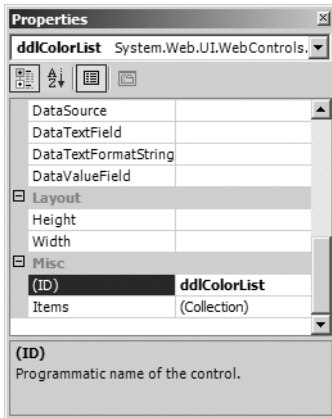 Properties
ddlColorList System.Web.UI.WebControls.
DataSource
DataTextField
DataTextFormatString
DataValueField
Layout
Height
Width
Misc
(ID) ddlColorList
Items (Collection)
(ID)
Programmatic name of the control.